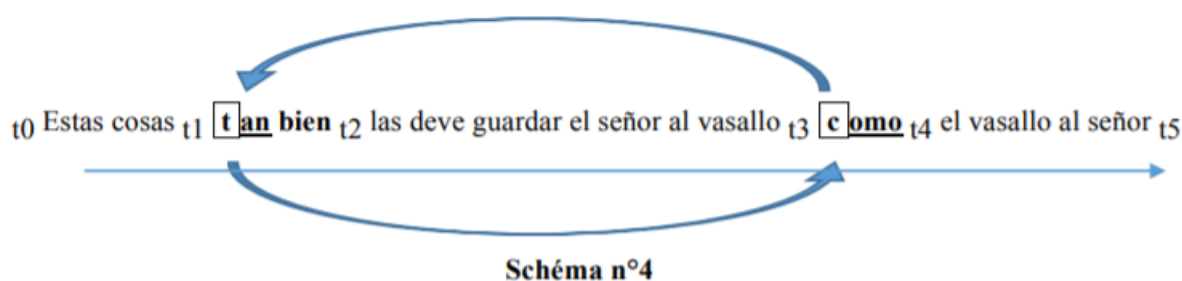 t0 Estas cosas t1 tan bien t2 las deve guardar el señor al vasallo t3 como t4 el vasallo al señor t5
Schéma n°4